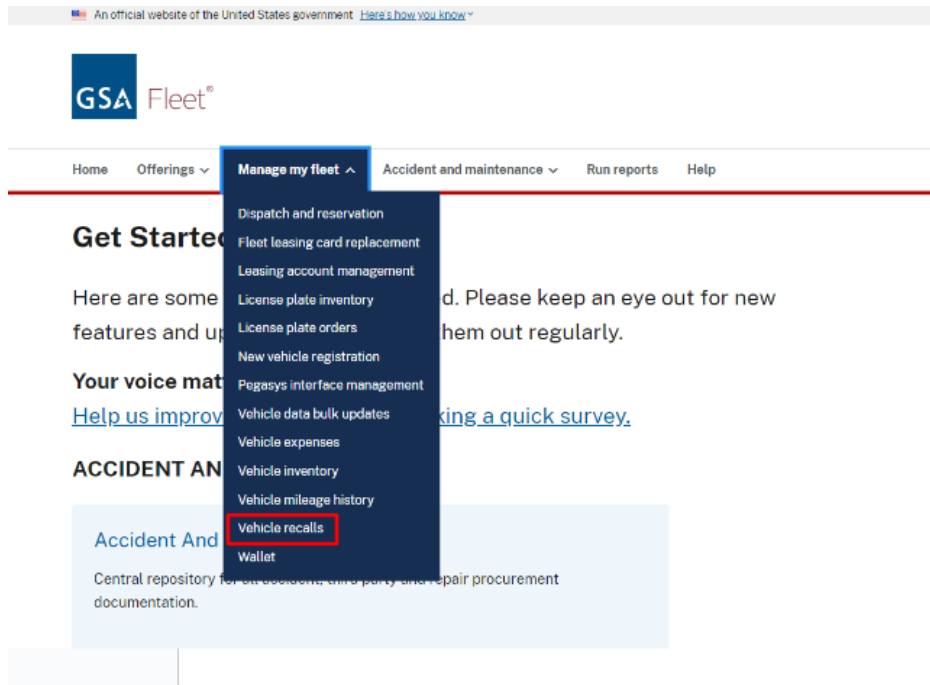 An official website of the United States government Here's how you know
GSA Fleet®
Home Offerings Manage my fleet Accident and maintenance Run reports Help
Dispatch and reservation
Get Started
Fleet leasing card replacement
Leasing account management
Here are some d. Please keep an eye out for new
License plate inventory
features and up hem out regularly.
License plate orders
New vehicle registration
Your voice mat
Pegasys interface management
Help us improv king a quick survey.
Vehicle data bulk updates
Vehicle expenses
ACCIDENT AN
Vehicle inventory
Vehicle mileage history
Vehicle recalls
Accident And
Wallet
Central repository for all accident, third party and repair procurement
documentation.